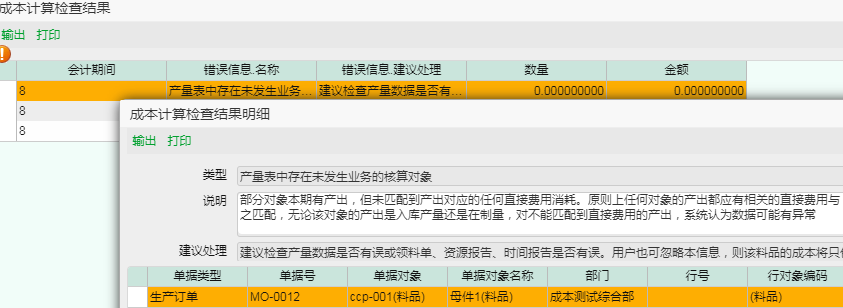 成本计算检查结果
输出 打印
会计期间 错误信息.名称 错误信息.建议处理 数量 金额
8 产量表中存在未发生业务... 建议检查产量数据是否有... 0.000000000 0.000000000
8
8
成本计算检查结果明细
输出 打印
类型 产量表中存在未发生业务的核算对象
说明 部分对象本期有产出，但未匹配到产出对应的任何直接费用消耗。原则上任何对象的产出都应有相关的直接费用与
之匹配，无论该对象的产出是入库产量还是在制量，对不能匹配到直接费用的产出，系统认为数据可能有异常
建议处理 建议检查产量数据是否有误或领料单、资源报告、时间报告是否有误。用户也可忽略本信息，则该料品的成本将只
单据类型 单据号 单据对象 单据对象名称 部门 行号 行对象编码
生产订单 MO-0012 ccp-001(料品) 母件1(料品) 成本测试综合部 (料品)